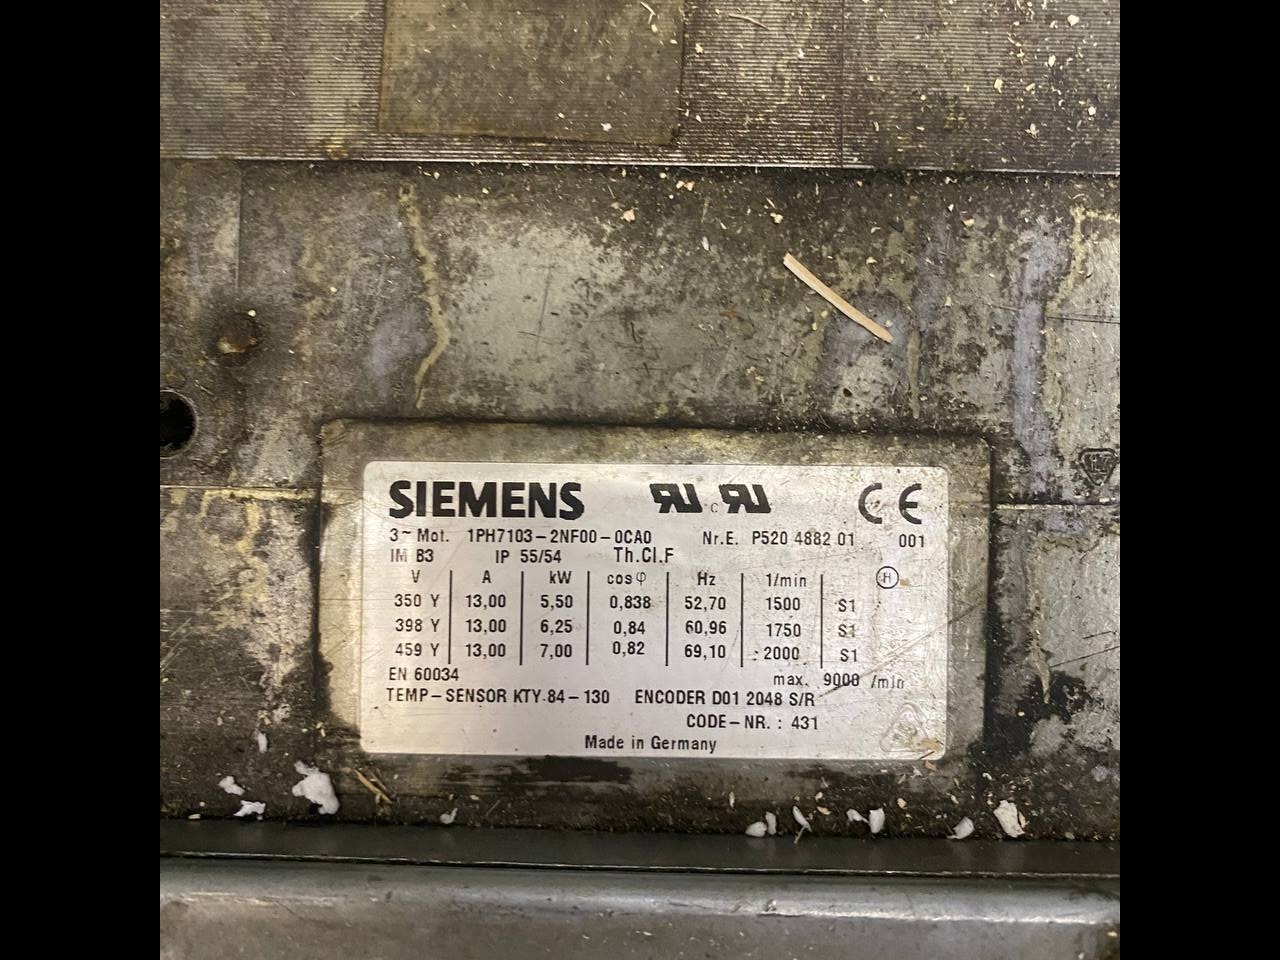 SIEMENS
3~Mot. 1PH7103-2NF00-0CA0 Nr.E. P520 4882 01 001
IM B3 IP 55/54 Th.Cl.F
V A kW cosφ Hz 1/min H
350 Y 13,00 5,50 0,838 52,70 1500 S1
398 Y 13,00 6,25 0,84 60,96 1750 S1
459 Y 13,00 7,00 0,82 69,10 2000 S1
EN 60034 max. 9000 /min
TEMP-SENSOR KTY 84-130 ENCODER D01 2048 S/R
CODE-NR.: 431
Made in Germany